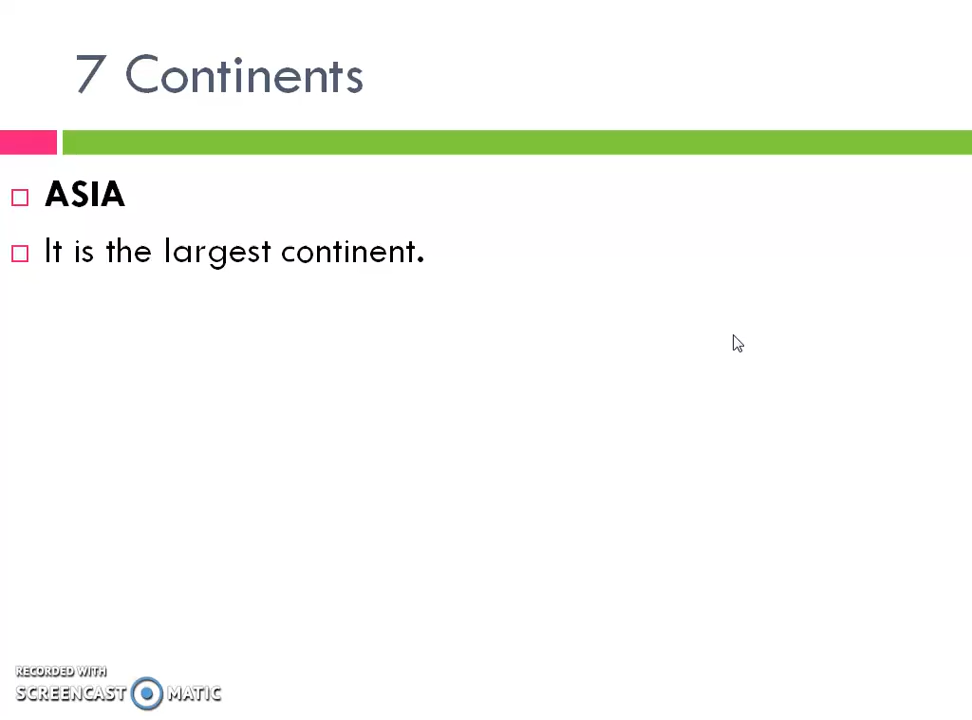 7 Continents
ASIA
It is the largest continent.
RECORDED WITH
SCREENCAST MATIC